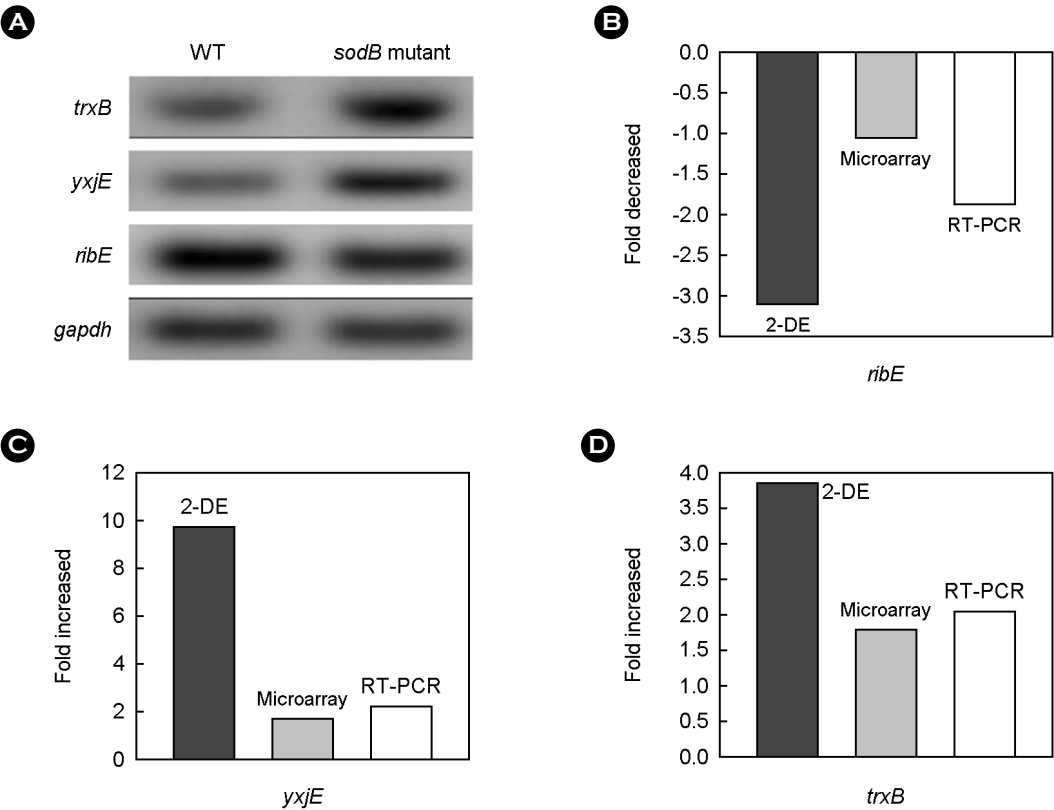 A
WT sodB mutant
trxB
yxjE
ribE
gapdh
B
0.0
-0.5
-1.0
-1.5
-2.0
-2.5
-3.0
-3.5
Fold decreased
Microarray
RT-PCR
2-DE
ribE
C
12
10
8
6
4
2
0
Fold increased
2-DE
Microarray
RT-PCR
yxjE
D
4.0
3.5
3.0
2.5
2.0
1.5
1.0
0.5
0.0
Fold increased
2-DE
Microarray
RT-PCR
trxB